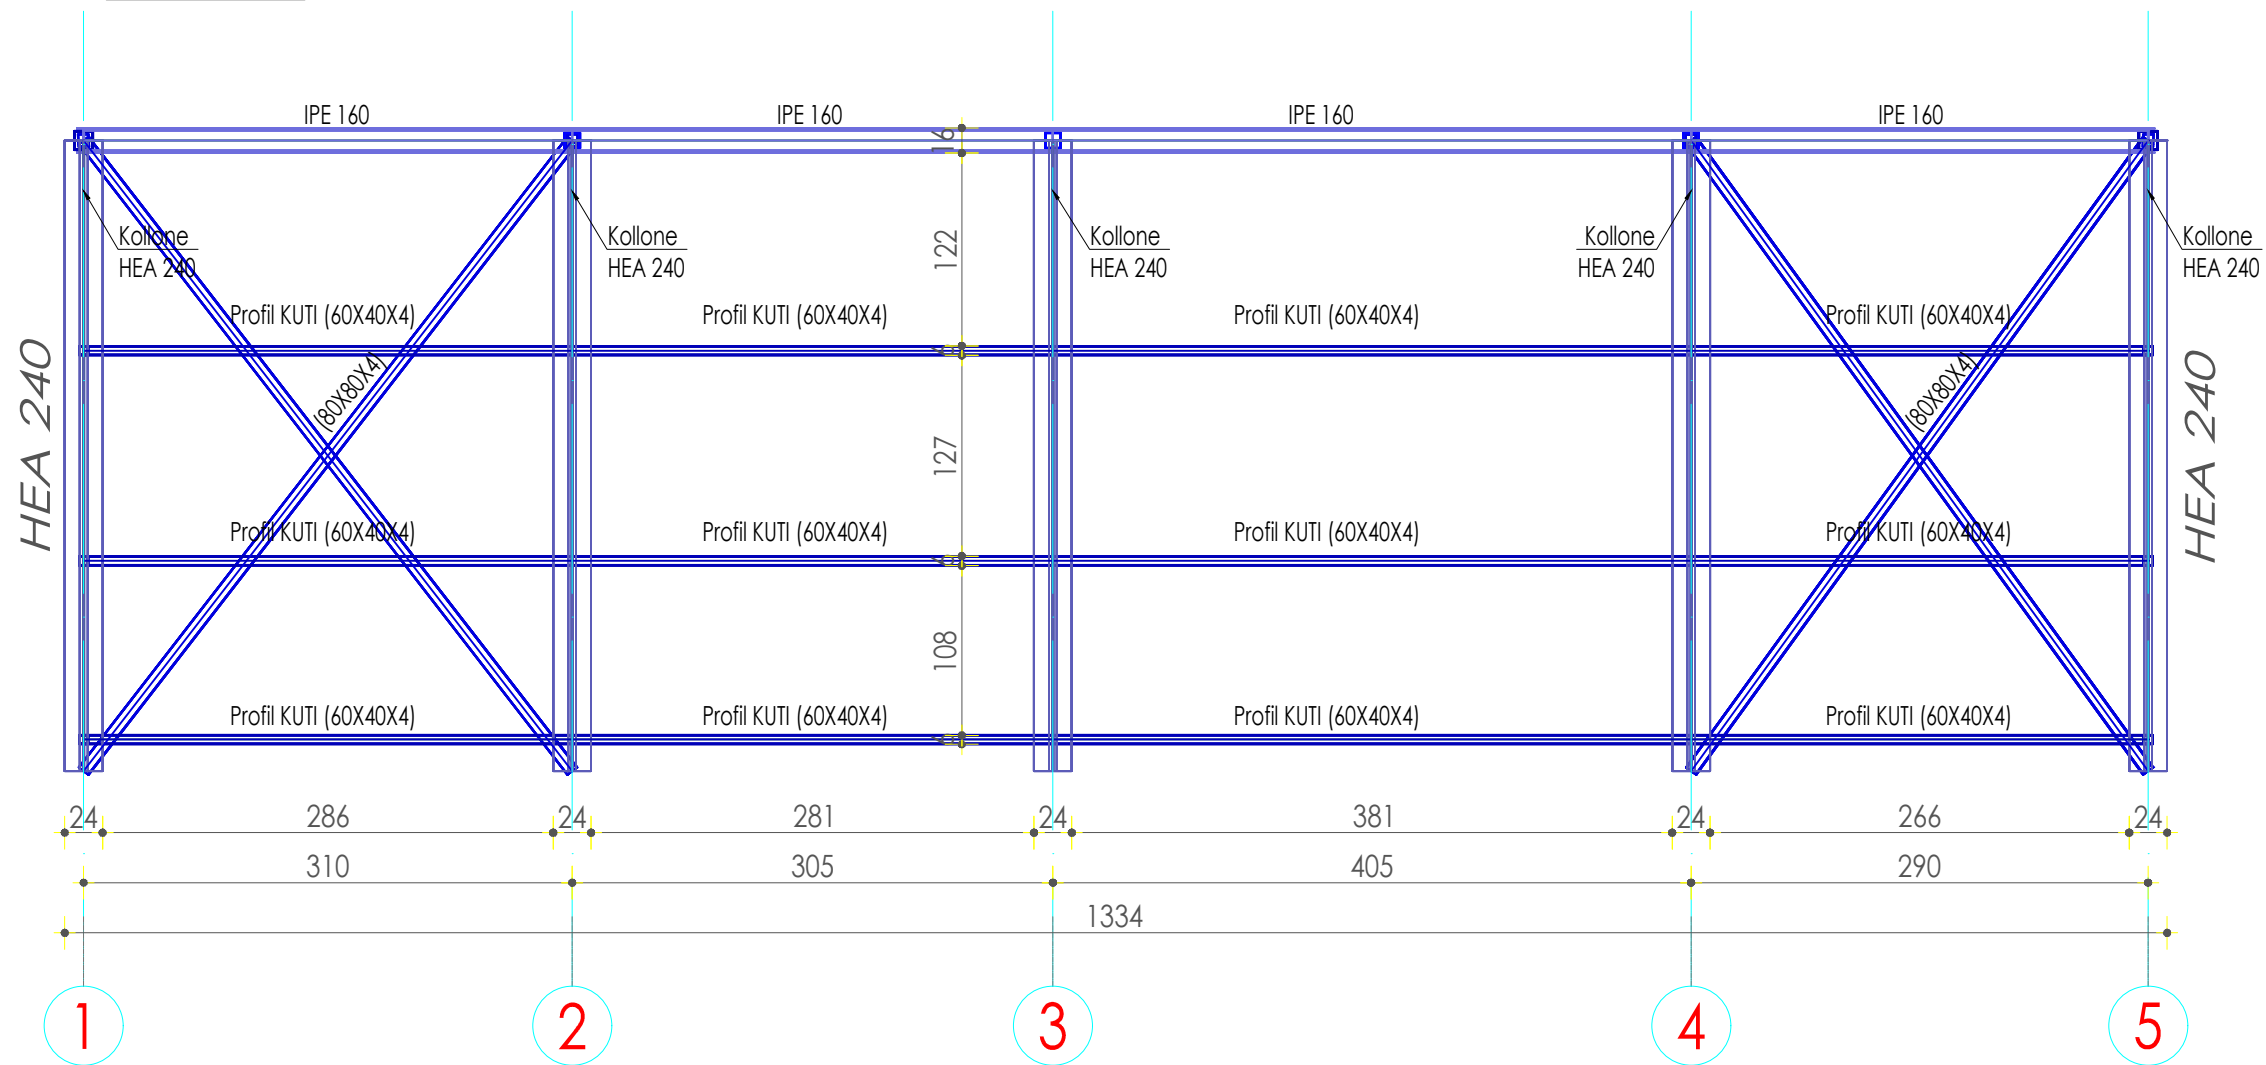 IPE 160
IPE 160
IPE 160
IPE 160
16
Kollone
HEA 240
Kollone
HEA 240
Kollone
HEA 240
Kollone
HEA 240
Kollone
HEA 240
122
Profil KUTI (60X40X4)
Profil KUTI (60X40X4)
Profil KUTI (60X40X4)
Profil KUTI (60X40X4)
HEA 240
(80X80X4)
127
(80X80X4)
HEA 240
Profil KUTI (60X40X4)
Profil KUTI (60X40X4)
Profil KUTI (60X40X4)
Profil KUTI (60X40X4)
108
Profil KUTI (60X40X4)
Profil KUTI (60X40X4)
Profil KUTI (60X40X4)
Profil KUTI (60X40X4)
24 286 24 281 24 381 24 266 24
310 305 405 290
1334
1 2 3 4 5